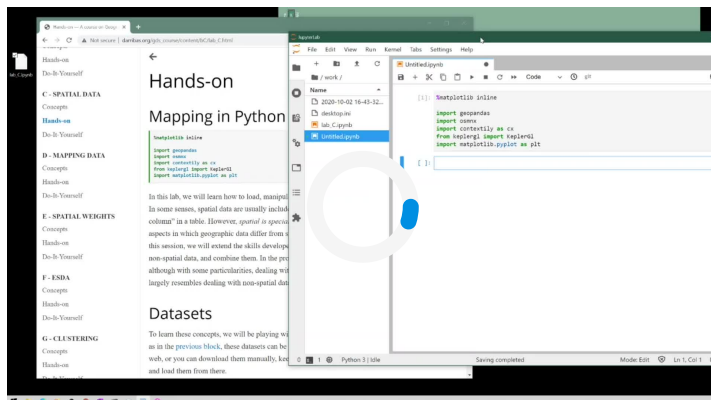 Hands-on — A course on Geogr
Not secure
darribas.org/gds_course/content/bC/lab_C.html
lab_C.ipynb
Hands-on
Do-It-Yourself
C - SPATIAL DATA
Concepts
Hands-on
Do-It-Yourself
D - MAPPING DATA
Concepts
Hands-on
Do-It-Yourself
E - SPATIAL WEIGHTS
Concepts
Hands-on
Do-It-Yourself
F - ESDA
Concepts
Hands-on
Do-It-Yourself
G - CLUSTERING
Concepts
Hands-on
Hands-on
Mapping in Python
%matplotlib inline
import geopandas
import osmnx
import contextily as cx
from keplergl import KeplerGl
import matplotlib.pyplot as plt
In this lab, we will learn how to load, manipu
In some senses, spatial data are usually include
column” in a table. However, spatial is special
aspects in which geographic data differ from
this session, we will extend the skills develope
non-spatial data, and combine them. In the pro
although with some particularities, dealing wit
largely resembles dealing with non-spatial dat
Datasets
To learn these concepts, we will be playing wi
as in the previous block, these datasets can be
web, or you can download them manually, kee
and load them from there.
JupyterLab
File Edit View Run Kernel Tabs Settings Help
/ work /
Name
2020-10-02 16-43-32...
desktop.ini
lab_C.ipynb
Untitled.ipynb
Untitled.ipynb
Code
git
[1]: %matplotlib inline
import geopandas
import osmnx
import contextily as cx
from keplergl import KeplerGl
import matplotlib.pyplot as plt
[ ]:
0 1 Python 3 | Idle Saving completed Mode: Edit Ln 1, Col 1